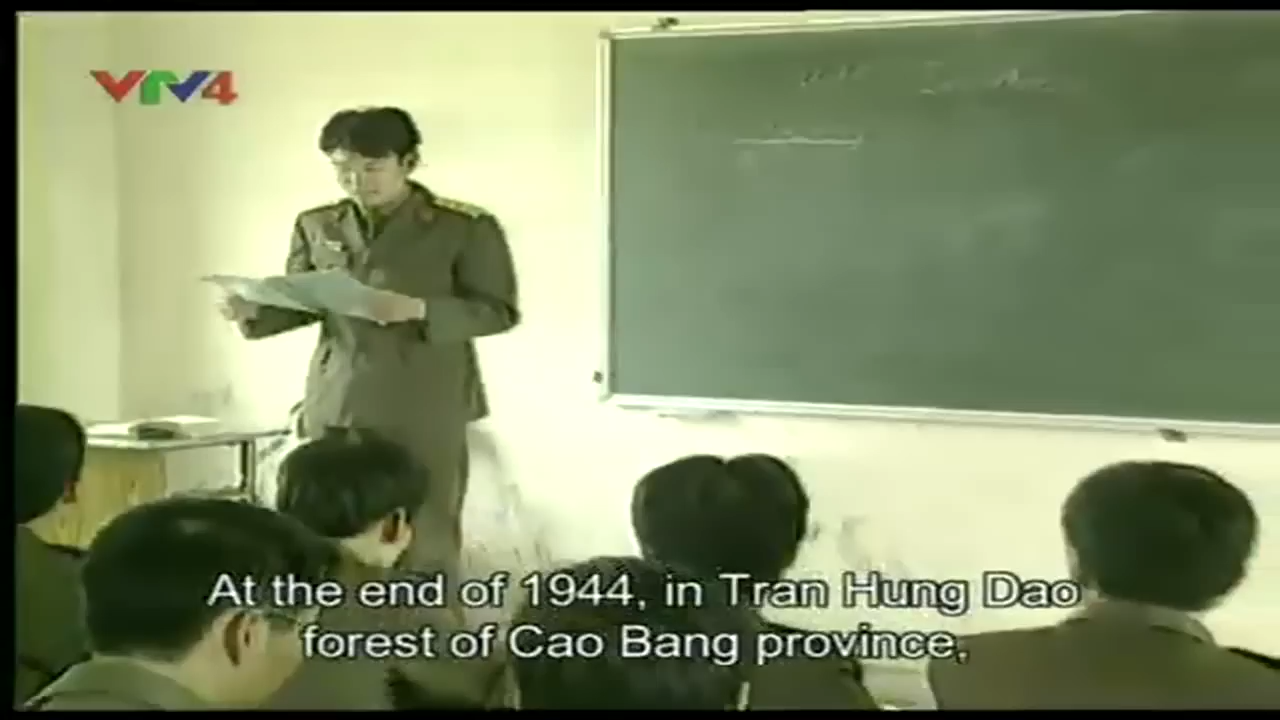 VTV4
At the end of 1944, in Tran Hung Dao
forest of Cao Bang province,